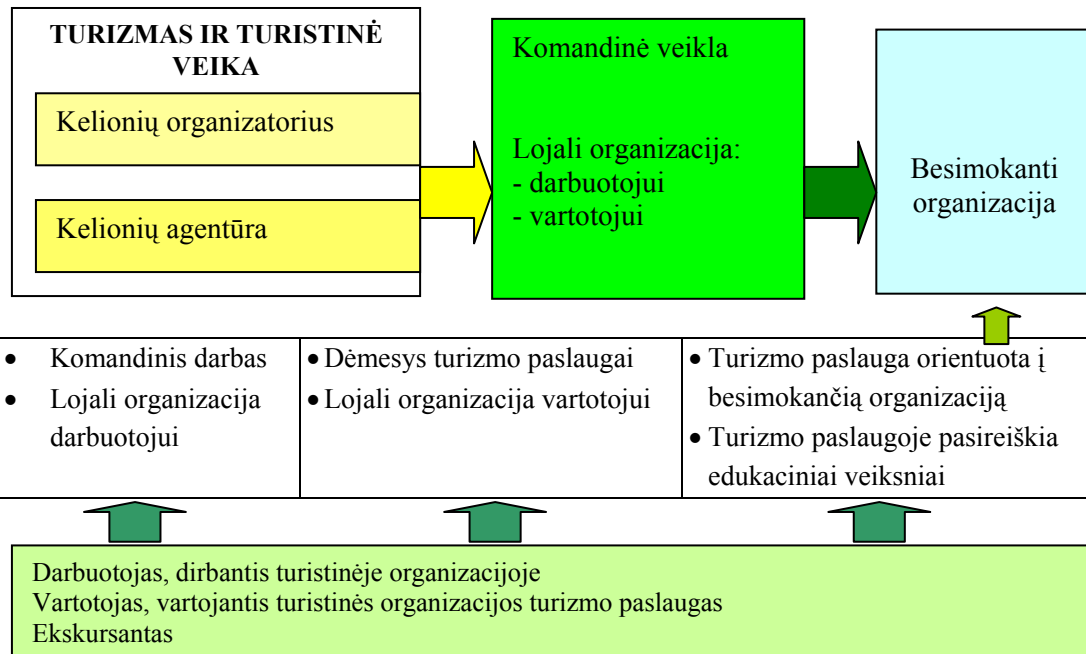 TURIZMAS IR TURISTINĖ
VEIKA
Kelionių organizatorius
Kelionių agentūra
Komandinė veikla
Lojali organizacija:
- darbuotojui
- vartotojui
Besimokanti
organizacija
• Komandinis darbas
• Lojali organizacija
darbuotojui
• Dėmesys turizmo paslaugai
• Lojali organizacija vartotojui
• Turizmo paslauga orientuota į
besimokančią organizaciją
• Turizmo paslaugoje pasireiškia
edukaciniai veiksniai
Darbuotojas, dirbantis turistinėje organizacijoje
Vartotojas, vartojantis turistinės organizacijos turizmo paslaugas
Ekskursantas